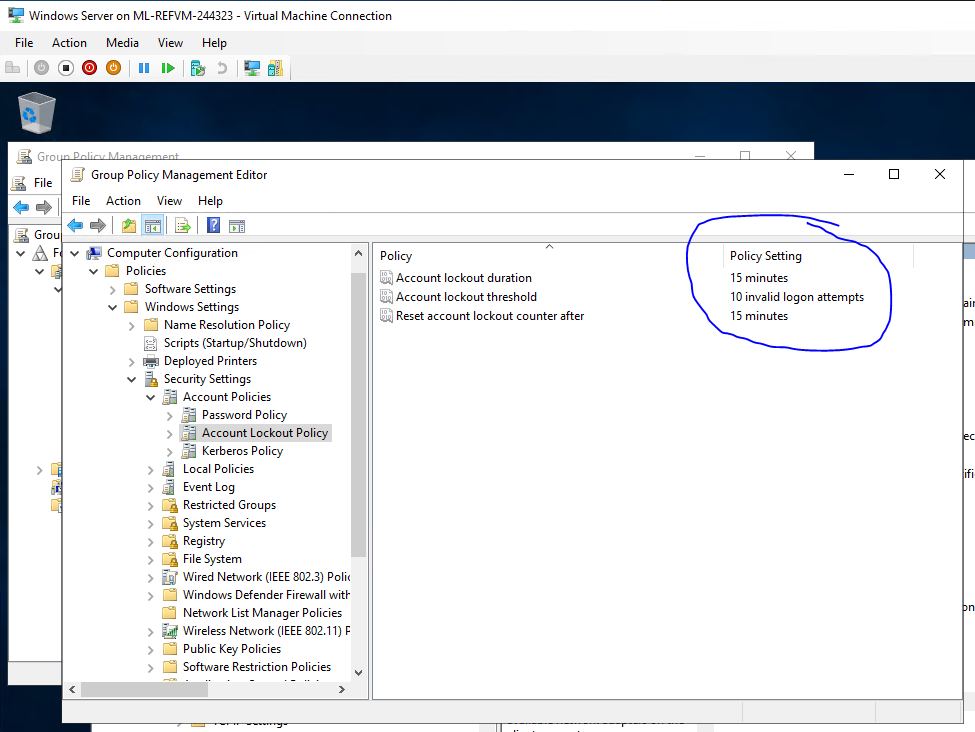 Windows Server on ML-REFVM-244323 - Virtual Machine Connection
File Action Media View Help
Group Policy Management
File
Group Policy Management Editor
File Action View Help
Computer Configuration
Policies
Software Settings
Windows Settings
Name Resolution Policy
Scripts (Startup/Shutdown)
Deployed Printers
Security Settings
Account Policies
Password Policy
Account Lockout Policy
Kerberos Policy
Local Policies
Event Log
Restricted Groups
System Services
Registry
File System
Wired Network (IEEE 802.3) Polic
Windows Defender Firewall with
Network List Manager Policies
Wireless Network (IEEE 802.11) P
Public Key Policies
Software Restriction Policies
Policy Policy Setting
Account lockout duration 15 minutes
Account lockout threshold 10 invalid logon attempts
Reset account lockout counter after 15 minutes